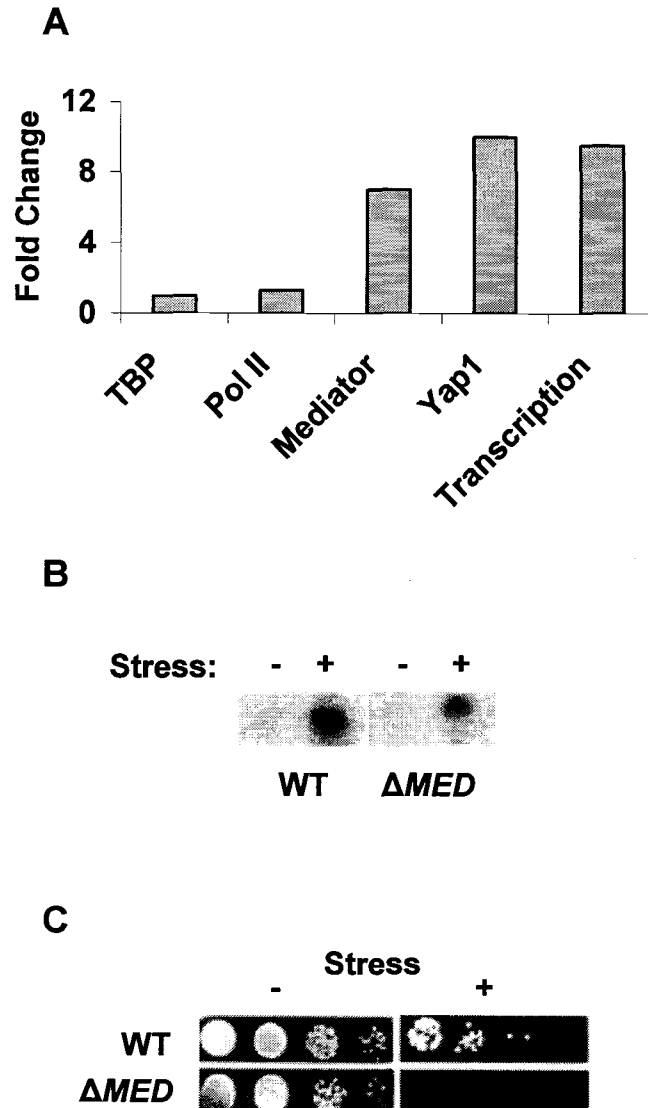 A
12
8
4
0
Fold Change
TBP
Pol II
Mediator
Yap1
Transcription
B
Stress: - + - +
WT ΔMED
C
Stress
- +
WT
ΔMED